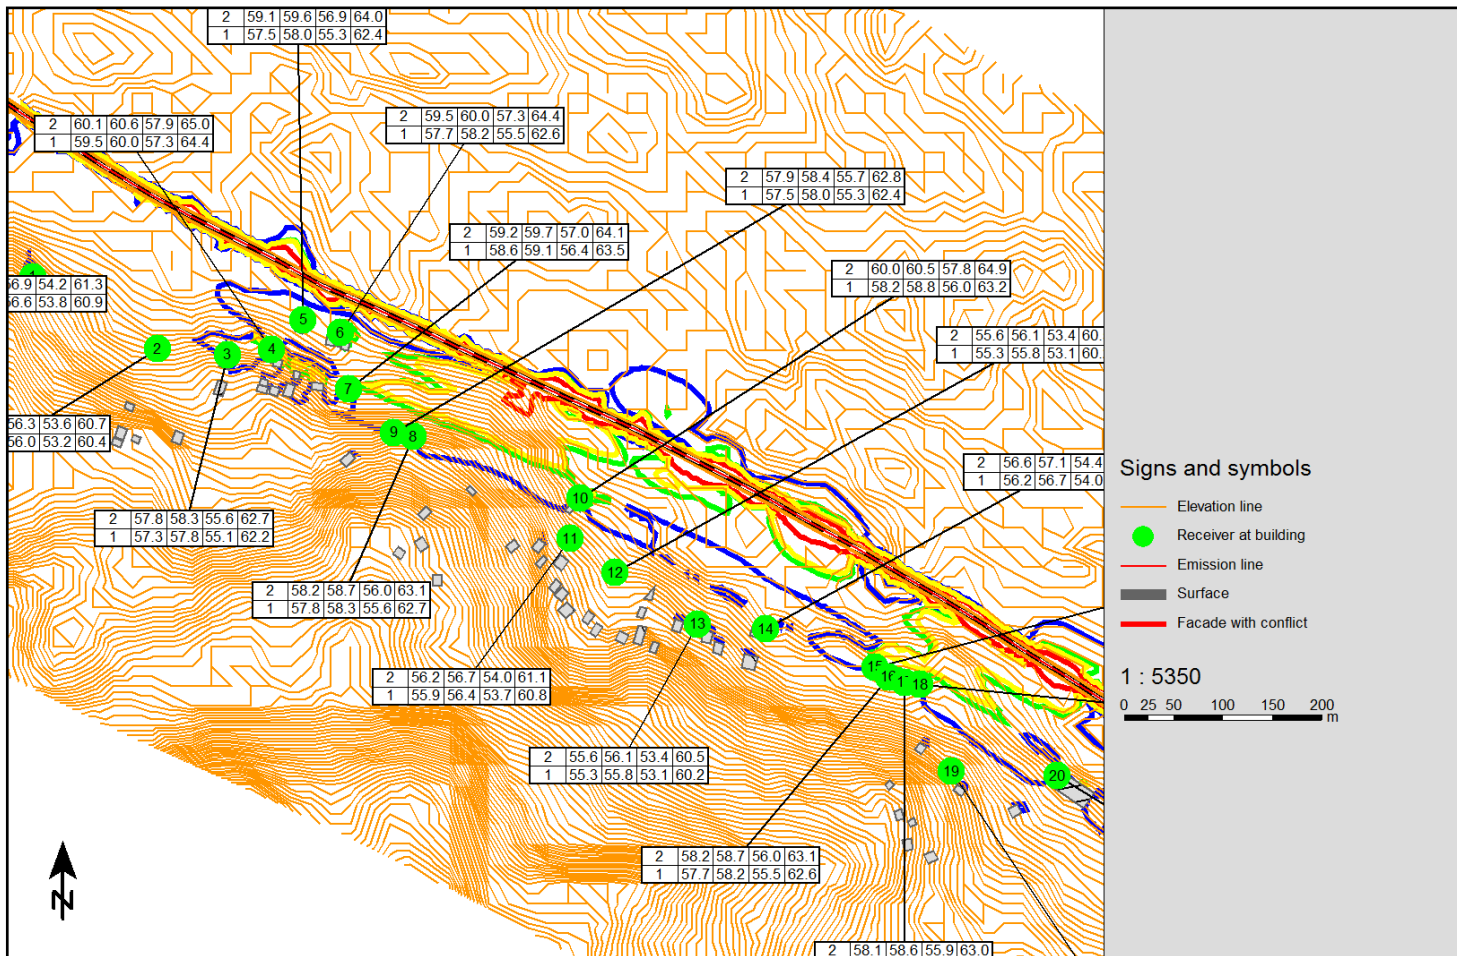 2 59.1 59.6 56.9 64.0
1 57.5 58.0 55.3 62.4
2 60.1 60.6 57.9 65.0
1 59.5 60.0 57.3 64.4
2 59.5 60.0 57.3 64.4
1 57.7 58.2 55.5 62.6
2 57.9 58.4 55.7 62.8
1 57.5 58.0 55.3 62.4
2 59.2 59.7 57.0 64.1
1 58.6 59.1 56.4 63.5
2 60.0 60.5 57.8 64.9
1 58.2 58.8 56.0 63.2
1
56.9 54.2 61.3
56.6 53.8 60.9
5
6
2
3
4
2 55.6 56.1 53.4 60.
1 55.3 55.8 53.1 60.
7
56.3 53.6 60.7
56.0 53.2 60.4
9
8
2 56.6 57.1 54.4
1 56.2 56.7 54.0
10
2 57.8 58.3 55.6 62.7
1 57.3 57.8 55.1 62.2
11
12
2 58.2 58.7 56.0 63.1
1 57.8 58.3 55.6 62.7
13
14
15
16
18
2 56.2 56.7 54.0 61.1
1 55.9 56.4 53.7 60.8
2 55.6 56.1 53.4 60.5
1 55.3 55.8 53.1 60.2
19
20
2 58.2 58.7 56.0 63.1
1 57.7 58.2 55.5 62.6
2 58.1 58.6 55.9 63.0
N
Signs and symbols
Elevation line
Receiver at building
Emission line
Surface
Facade with conflict
1 : 5350
0 25 50 100 150 200
m